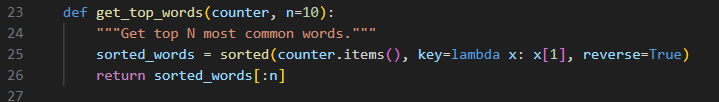 23 def get_top_words(counter, n=10):
24     """Get top N most common words."""
25     sorted_words = sorted(counter.items(), key=lambda x: x[1], reverse=True)
26     return sorted_words[:n]
27